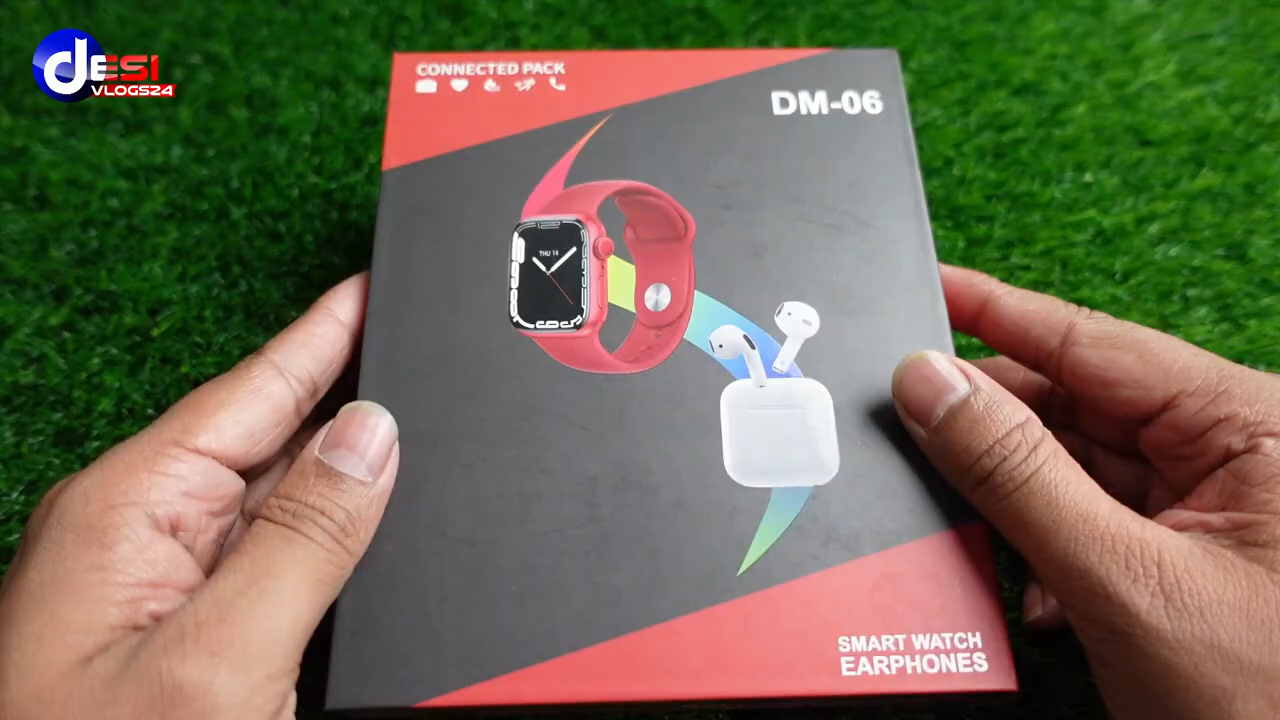 DESI
VLOGS24
CONNECTED PACK
DM-06
THU 14
SMART WATCH
EARPHONES